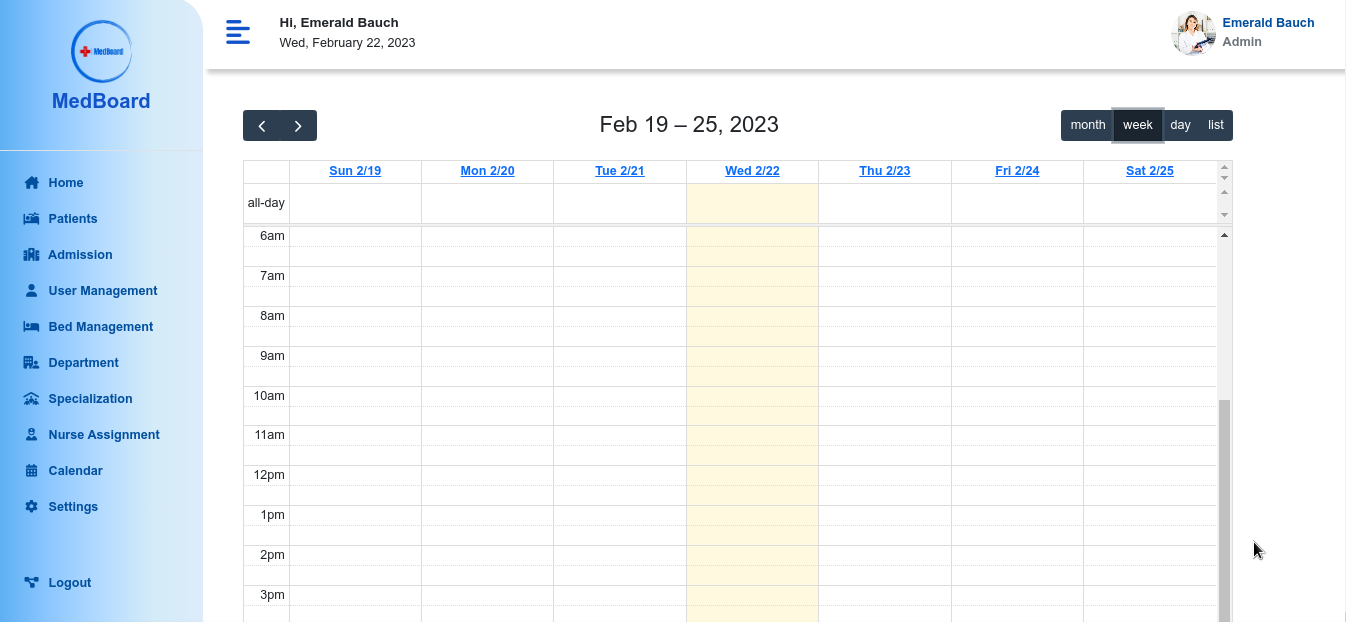 MedBoard
MedBoard
Home
Patients
Admission
User Management
Bed Management
Department
Specialization
Nurse Assignment
Calendar
Settings
Logout
Hi, Emerald Bauch
Wed, February 22, 2023
Emerald Bauch
Admin
Feb 19 – 25, 2023
month week day list
Sun 2/19 Mon 2/20 Tue 2/21 Wed 2/22 Thu 2/23 Fri 2/24 Sat 2/25
all-day
6am
7am
8am
9am
10am
11am
12pm
1pm
2pm
3pm